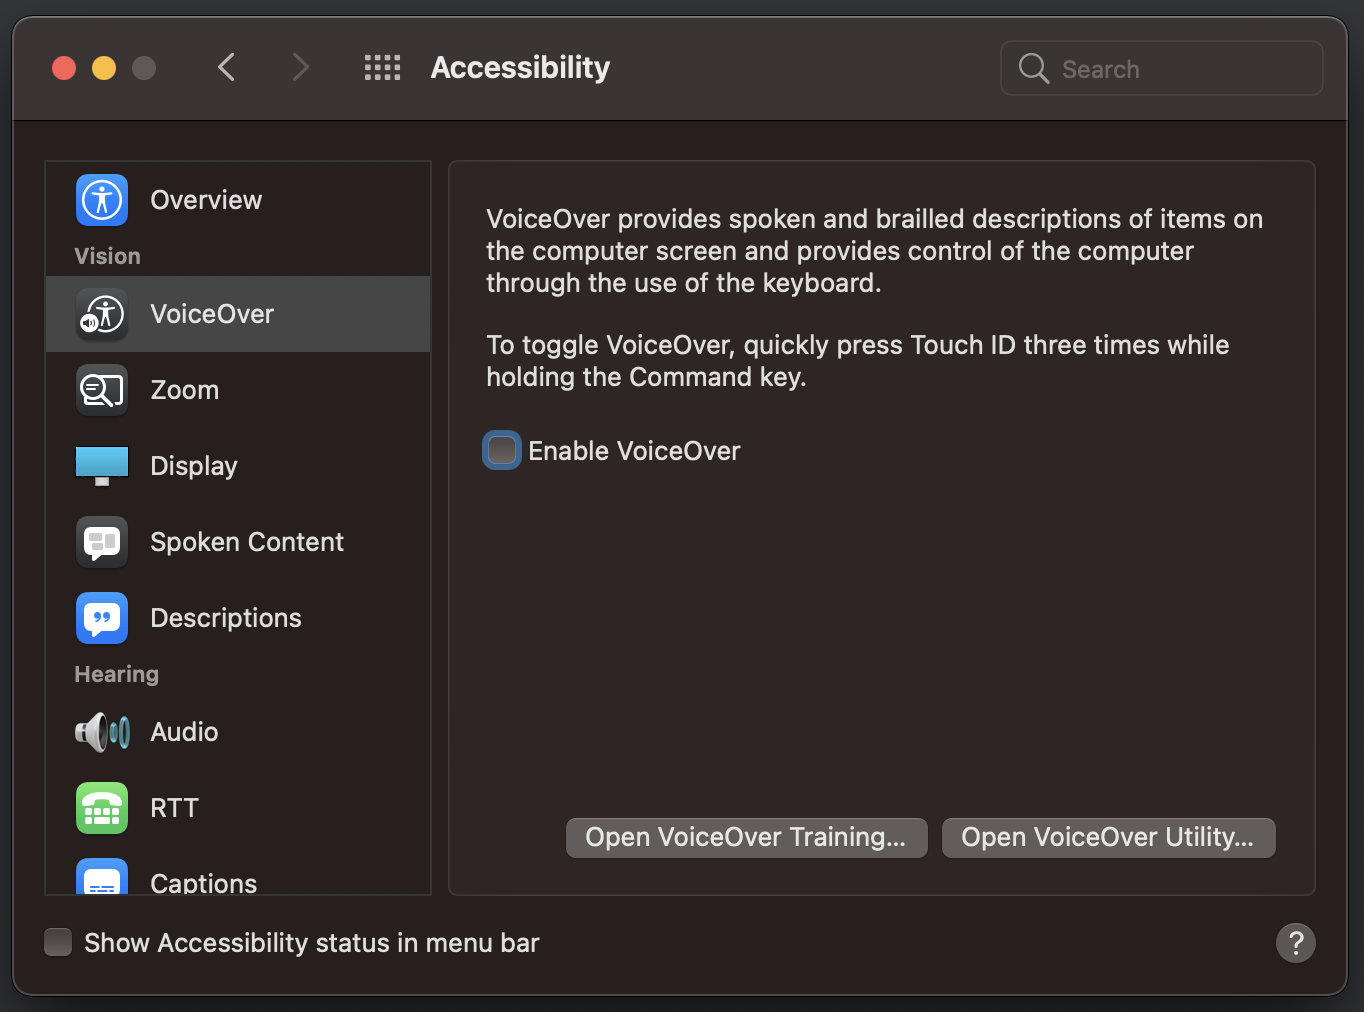 Accessibility
Search
Overview
Vision
VoiceOver
Zoom
Display
Spoken Content
Descriptions
Hearing
Audio
RTT
Captions
VoiceOver provides spoken and brailled descriptions of items on
the computer screen and provides control of the computer
through the use of the keyboard.
To toggle VoiceOver, quickly press Touch ID three times while
holding the Command key.
Enable VoiceOver
Open VoiceOver Training...
Open VoiceOver Utility...
Show Accessibility status in menu bar
?